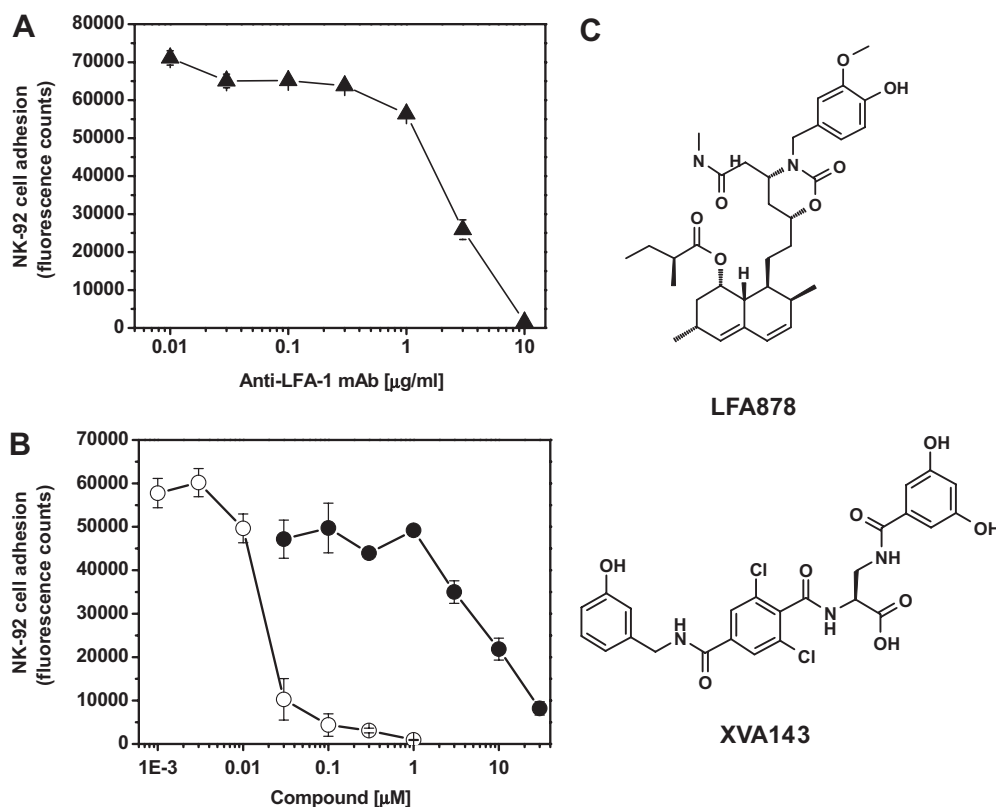 A
NK-92 cell adhesion
(fluorescence counts)
80000
70000
60000
50000
40000
30000
20000
10000
0
0.01
0.1
1
10
Anti-LFA-1 mAb [μg/ml]
B
NK-92 cell adhesion
(fluorescence counts)
70000
60000
50000
40000
30000
20000
10000
0
1E-3
0.01
0.1
1
10
Compound [μM]
C
O
OH
N
H
N
O
O
O
O
O
H
LFA878
OH
OH
O
NH
OH
Cl
O
H
N
N
H
O
OH
O
Cl
XVA143